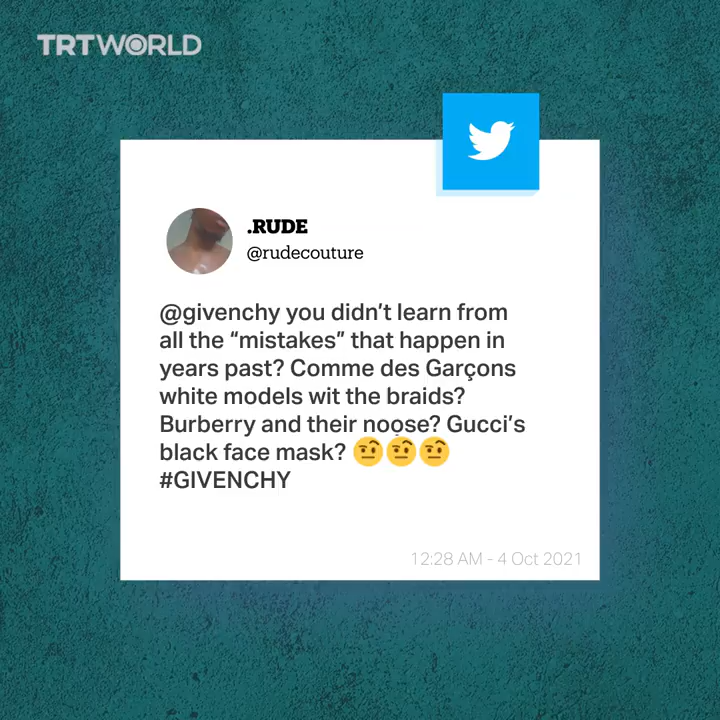 TRTWORLD
.RUDE
@rudecouture
@givenchy you didn’t learn from
all the “mistakes” that happen in
years past? Comme des Garçons
white models wit the braids?
Burberry and their noose? Gucci’s
black face mask? 🤨🤨🤨
#GIVENCHY
12:28 AM - 4 Oct 2021